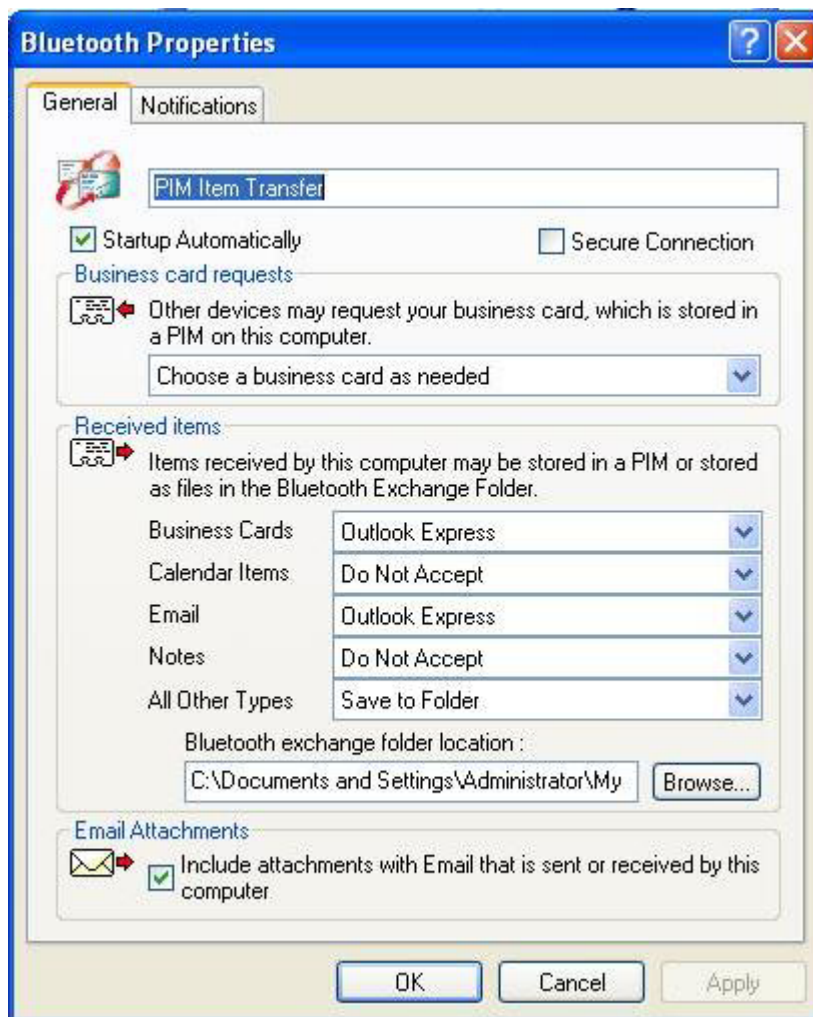 Bluetooth Properties
General
Notifications
PIM Item Transfer
Startup Automatically
Secure Connection
Business card requests
Other devices may request your business card, which is stored in
a PIM on this computer.
Choose a business card as needed
Received items
Items received by this computer may be stored in a PIM or stored
as files in the Bluetooth Exchange Folder.
Business Cards
Outlook Express
Calendar Items
Do Not Accept
Email
Outlook Express
Notes
Do Not Accept
All Other Types
Save to Folder
Bluetooth exchange folder location :
C:\Documents and Settings\Administrator\My
Browse...
Email Attachments
Include attachments with Email that is sent or received by this
computer
OK
Cancel
Apply